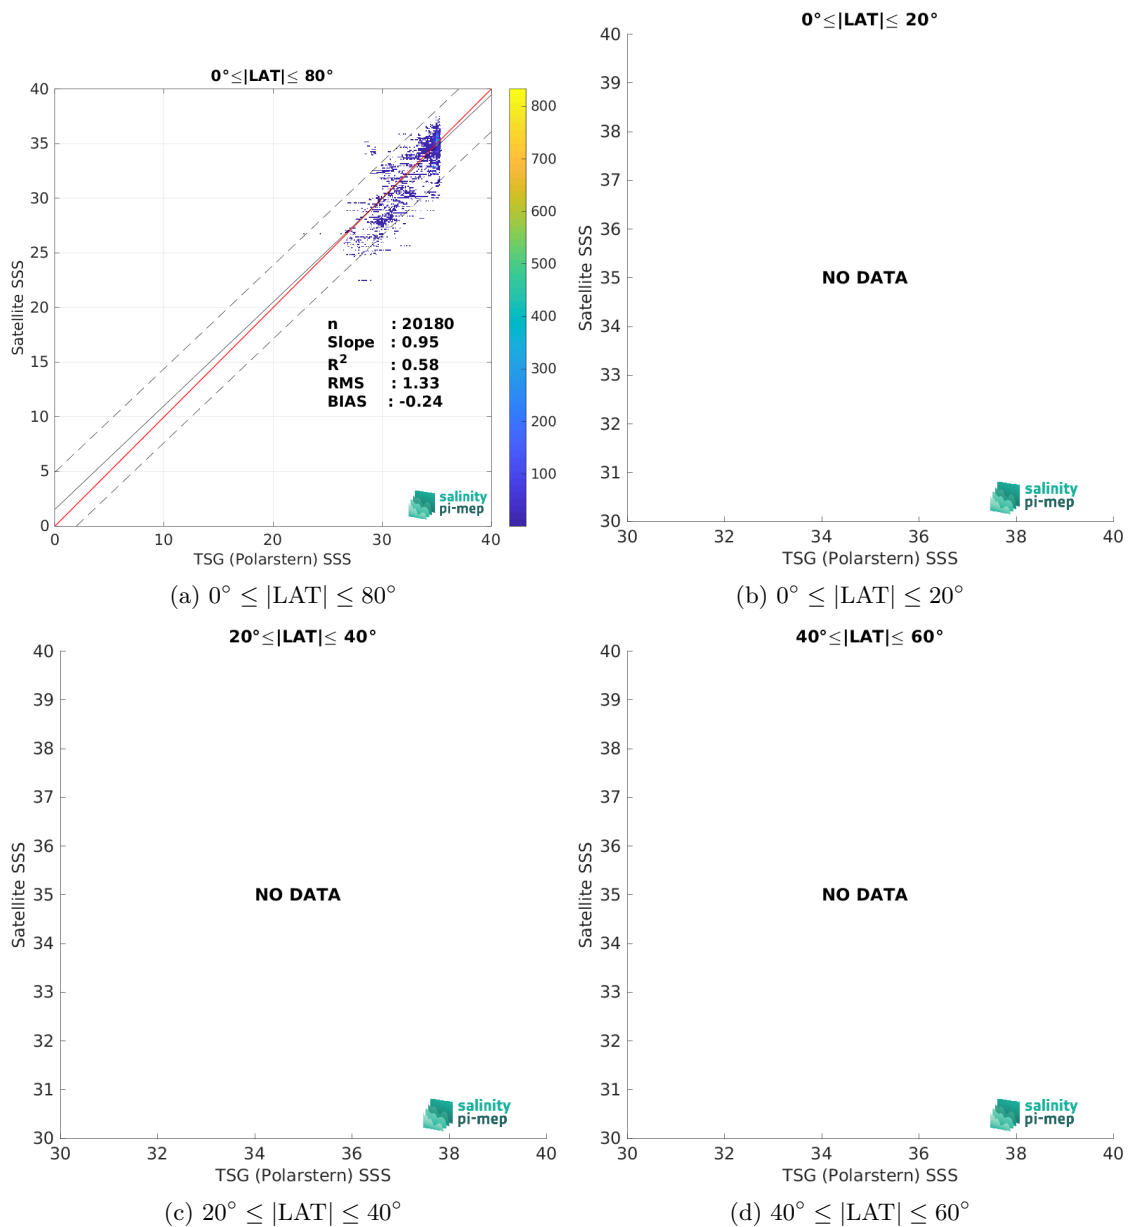 0°≤|LAT|≤ 80°
40
35
30
25
20
15
10
5
0
0
10
20
30
40
Satellite SSS
TSG (Polarstern) SSS
n : 20180
Slope : 0.95
R² : 0.58
RMS : 1.33
BIAS : -0.24
salinity
pi-mep
800
700
600
500
400
300
200
100
(a) 0° ≤ |LAT| ≤ 80°
0°≤|LAT|≤ 20°
40
39
38
37
36
35
34
33
32
31
30
30
32
34
36
38
40
Satellite SSS
NO DATA
salinity
pi-mep
TSG (Polarstern) SSS
(b) 0° ≤ |LAT| ≤ 20°
20°≤|LAT|≤ 40°
40
39
38
37
36
35
34
33
32
31
30
30
32
34
36
38
40
Satellite SSS
NO DATA
salinity
pi-mep
TSG (Polarstern) SSS
(c) 20° ≤ |LAT| ≤ 40°
40°≤|LAT|≤ 60°
40
39
38
37
36
35
34
33
32
31
30
30
32
34
36
38
40
Satellite SSS
NO DATA
salinity
pi-mep
TSG (Polarstern) SSS
(d) 40° ≤ |LAT| ≤ 60°